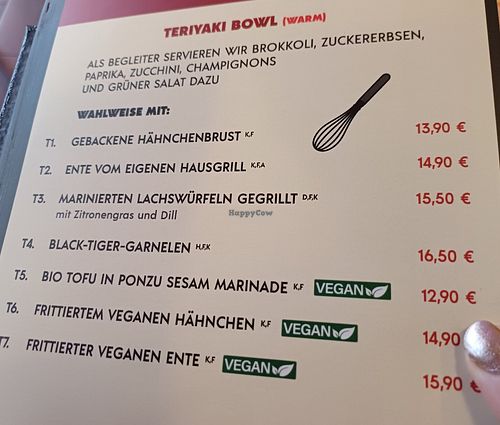 TERIYAKI BOWL (WARM)
ALS BEGLEITER SERVIEREN WIR BROKKOLI, ZUCKERERBSEN,
PAPRIKA, ZUCCHINI, CHAMPIGNONS
UND GRÜNER SALAT DAZU
WAHLWEISE MIT:
T1. GEBACKENE HÄHNCHENBRUST K,F 13,90 €
T2. ENTE VOM EIGENEN HAUSGRILL K,F,A 14,90 €
T3. MARINIERTEN LACHSWÜRFELN GEGRILLT D,F,K 15,50 €
mit Zitronengras und Dill
HappyCow
T4. BLACK-TIGER-GARNELEN H,F,K 16,50 €
T5. BIO TOFU IN PONZU SESAM MARINADE K,F VEGAN 12,90 €
T6. FRITTIERTEM VEGANEN HÄHNCHEN K,F VEGAN 14,90
T7. FRITTIERTER VEGANEN ENTE K,F VEGAN 15,90 €